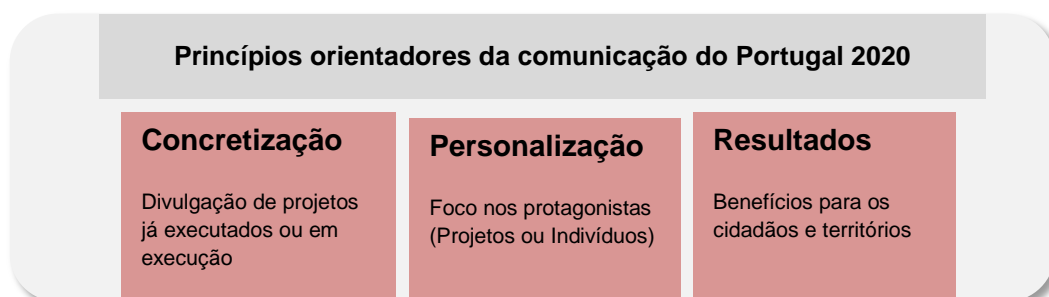 Princípios orientadores da comunicação do Portugal 2020
Concretização
Divulgação de projetos
já executados ou em
execução
Personalização
Foco nos protagonistas
(Projetos ou Indivíduos)
Resultados
Benefícios para os
cidadãos e territórios